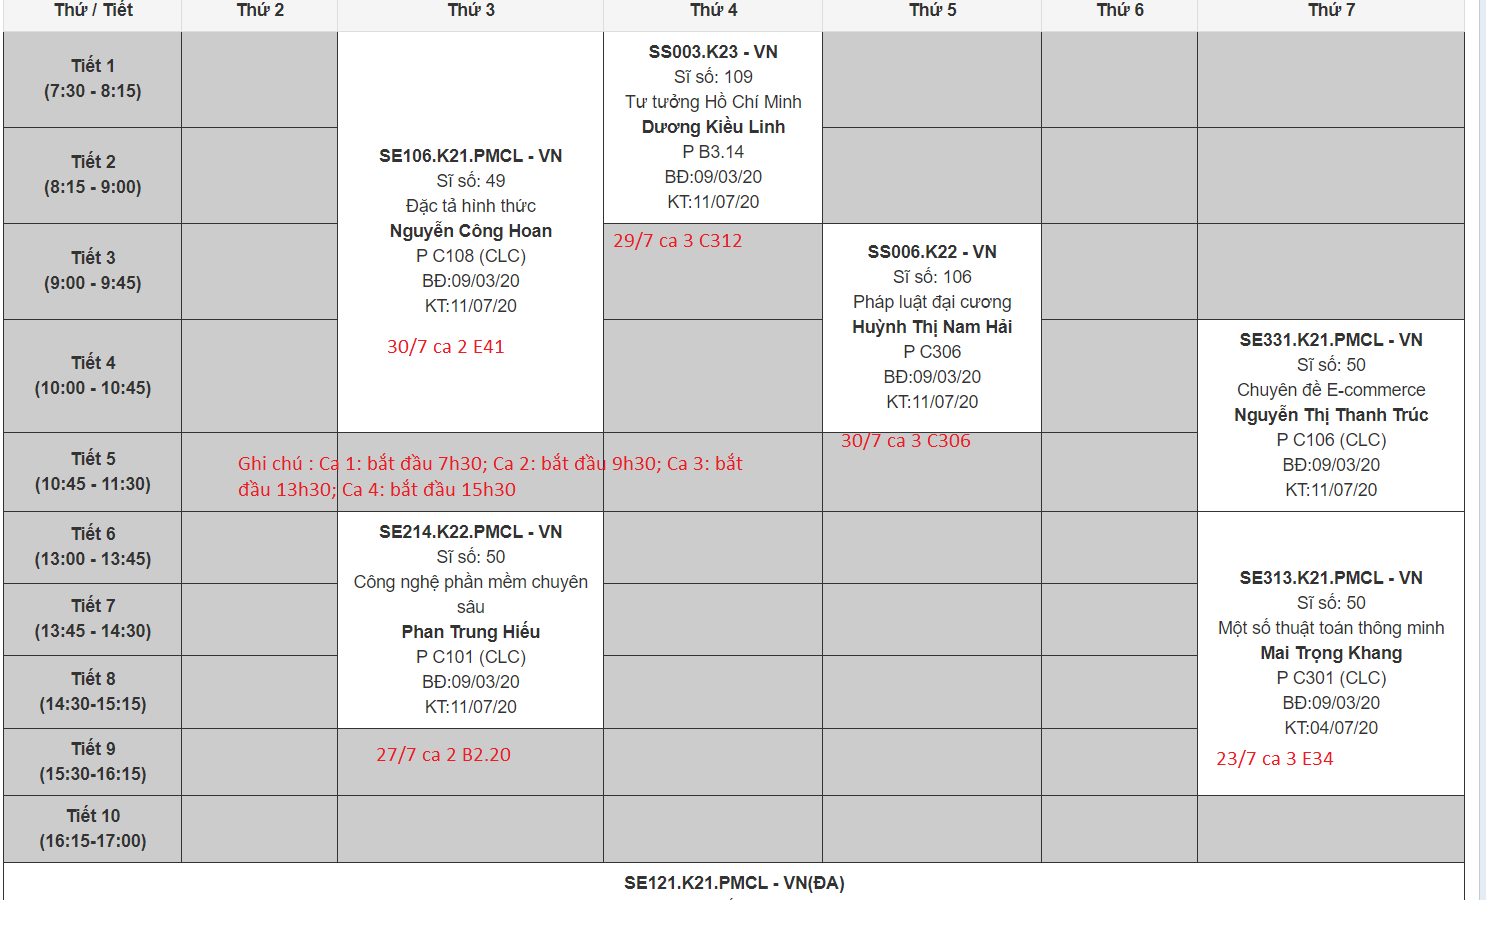 Thứ / Tiết
Thứ 2
Thứ 3
Thứ 4
Thứ 5
Thứ 6
Thứ 7
Tiết 1
(7:30 - 8:15)
Tiết 2
(8:15 - 9:00)
Tiết 3
(9:00 - 9:45)
Tiết 4
(10:00 - 10:45)
Tiết 5
(10:45 - 11:30)
Tiết 6
(13:00 - 13:45)
Tiết 7
(13:45 - 14:30)
Tiết 8
(14:30-15:15)
Tiết 9
(15:30-16:15)
Tiết 10
(16:15-17:00)
SE106.K21.PMCL - VN
Sĩ số: 49
Đặc tả hình thức
Nguyễn Công Hoan
P C108 (CLC)
BĐ:09/03/20
KT:11/07/20
30/7 ca 2 E41
Ghi chú : Ca 1: bắt đầu 7h30; Ca 2: bắt đầu 9h30; Ca 3: bắt
đầu 13h30; Ca 4: bắt đầu 15h30
SE214.K22.PMCL - VN
Sĩ số: 50
Công nghệ phần mềm chuyên
sâu
Phan Trung Hiếu
P C101 (CLC)
BĐ:09/03/20
KT:11/07/20
27/7 ca 2 B2.20
SS003.K23 - VN
Sĩ số: 109
Tư tưởng Hồ Chí Minh
Dương Kiều Linh
P B3.14
BĐ:09/03/20
KT:11/07/20
29/7 ca 3 C312
SS006.K22 - VN
Sĩ số: 106
Pháp luật đại cương
Huỳnh Thị Nam Hải
P C306
BĐ:09/03/20
KT:11/07/20
30/7 ca 3 C306
SE331.K21.PMCL - VN
Sĩ số: 50
Chuyên đề E-commerce
Nguyễn Thị Thanh Trúc
P C106 (CLC)
BĐ:09/03/20
KT:11/07/20
SE313.K21.PMCL - VN
Sĩ số: 50
Một số thuật toán thông minh
Mai Trọng Khang
P C301 (CLC)
BĐ:09/03/20
KT:04/07/20
23/7 ca 3 E34
SE121.K21.PMCL - VN(ĐA)